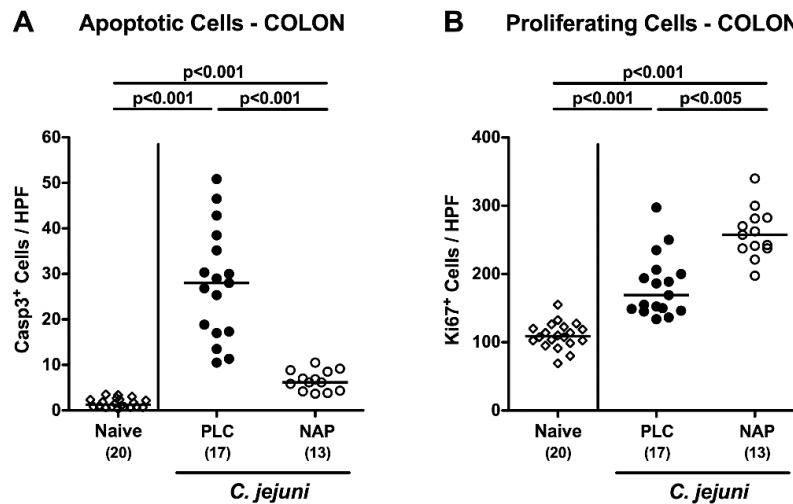 A Apoptotic Cells - COLON
p<0.001
p<0.001 p<0.001
60
50
40
30
20
10
0
Casp3⁺ Cells / HPF
Naive PLC NAP
(20) (17) (13)
C. jejuni
B Proliferating Cells - COLON
p<0.001
p<0.001 p<0.005
400
300
200
100
0
Ki67⁺ Cells / HPF
Naive PLC NAP
(20) (17) (13)
C. jejuni